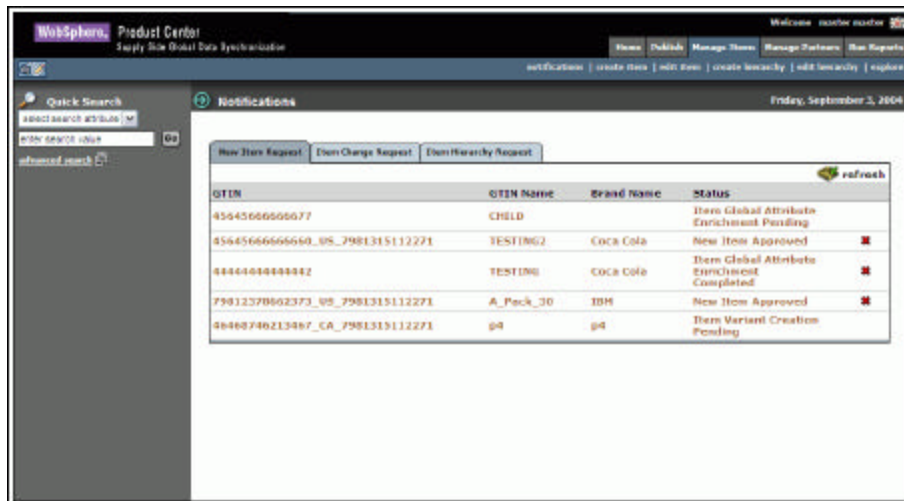 WebSphere. Product Center
Supply Side Global Data Synchronization
Welcome master master
Home Publish Manage Items Manage Partners Run Reports
notifications | create item | edit item | create hierarchy | edit hierarchy | explore
Quick Search
select search attribute
enter search value Go
advanced search
Notifications Friday, September 3, 2004
New Item Request Item Change Request Item Hierarchy Request
refresh
GTIN GTIN Name Brand Name Status
45645666666677 CHILD Item Global Attribute
Enrichment Pending
45645666666660_US_7981315112271 TESTING2 Coca Cola New Item Approved
44444444444442 TESTING Coca Cola Item Global Attribute
Enrichment
Completed
79812378662373_US_7981315112271 A_Pack_30 IBM New Item Approved
46468746213467_CA_7981315112271 p4 p4 Item Variant Creation
Pending